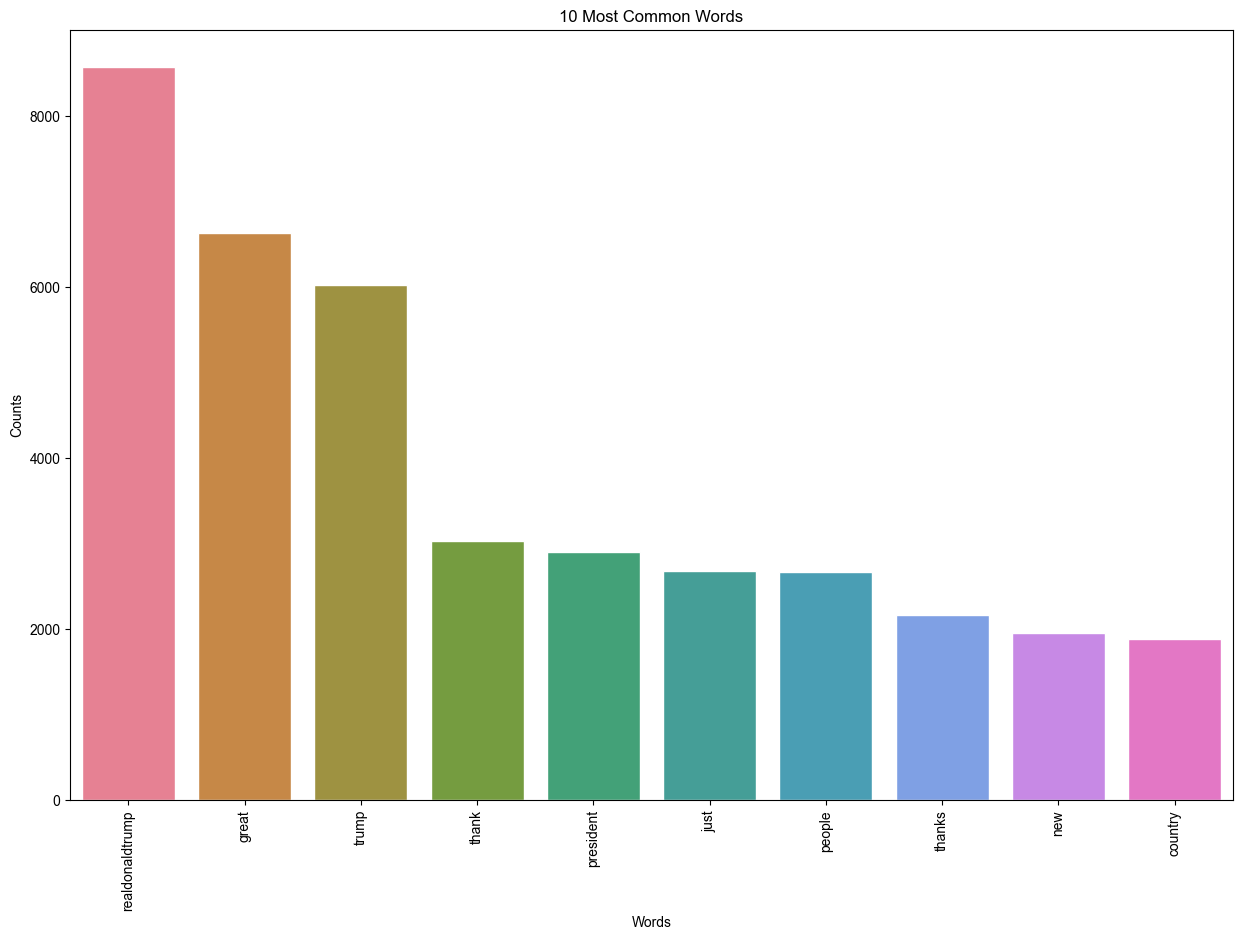 10 Most Common Words
Counts
8000
6000
4000
2000
0
realdonaldtrump
great
trump
thank
president
just
people
thanks
new
country
Words